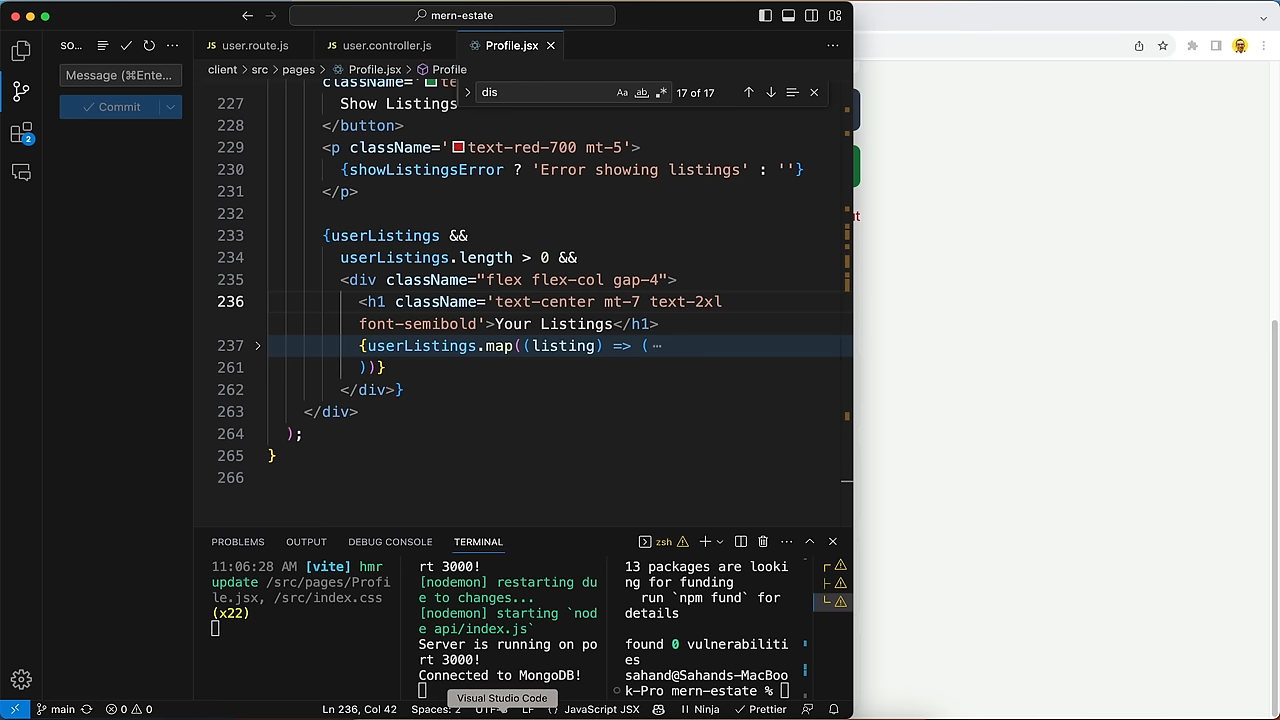 mern-estate
SO...
JS user.route.js
JS user.controller.js
Profile.jsx
client > src > pages > Profile.jsx > Profile
Message (⌘Ente...
Commit
2
dis
Aa
ab
17 of 17
227 Show Listings
228 </button>
229 <p className='text-red-700 mt-5'>
230 {showListingsError ? 'Error showing listings' : ''}
231 </p>
232
233 {userListings &&
234 userListings.length > 0 &&
235 <div className="flex flex-col gap-4">
236 <h1 className='text-center mt-7 text-2xl
font-semibold'>Your Listings</h1>
237 {userListings.map((listing) => (⋯
261 ))}
262 </div>}
263 </div>
264 );
265 }
266
PROBLEMS
OUTPUT
DEBUG CONSOLE
TERMINAL
zsh
11:06:28 AM [vite] hmr
update /src/pages/Profi
le.jsx, /src/index.css
(x22)
rt 3000!
[nodemon] restarting du
e to changes...
[nodemon] starting `nod
e api/index.js`
Server is running on po
rt 3000!
Connected to MongoDB!
13 packages are looki
ng for funding
run `npm fund` for
details
found 0 vulnerabiliti
es
sahand@Sahands-MacBoo
k-Pro mern-estate %
Visual Studio Code
main
0
0
Ln 236, Col 42
Spaces: 2
UTF-8
LF
{} JavaScript JSX
Ninja
Prettier